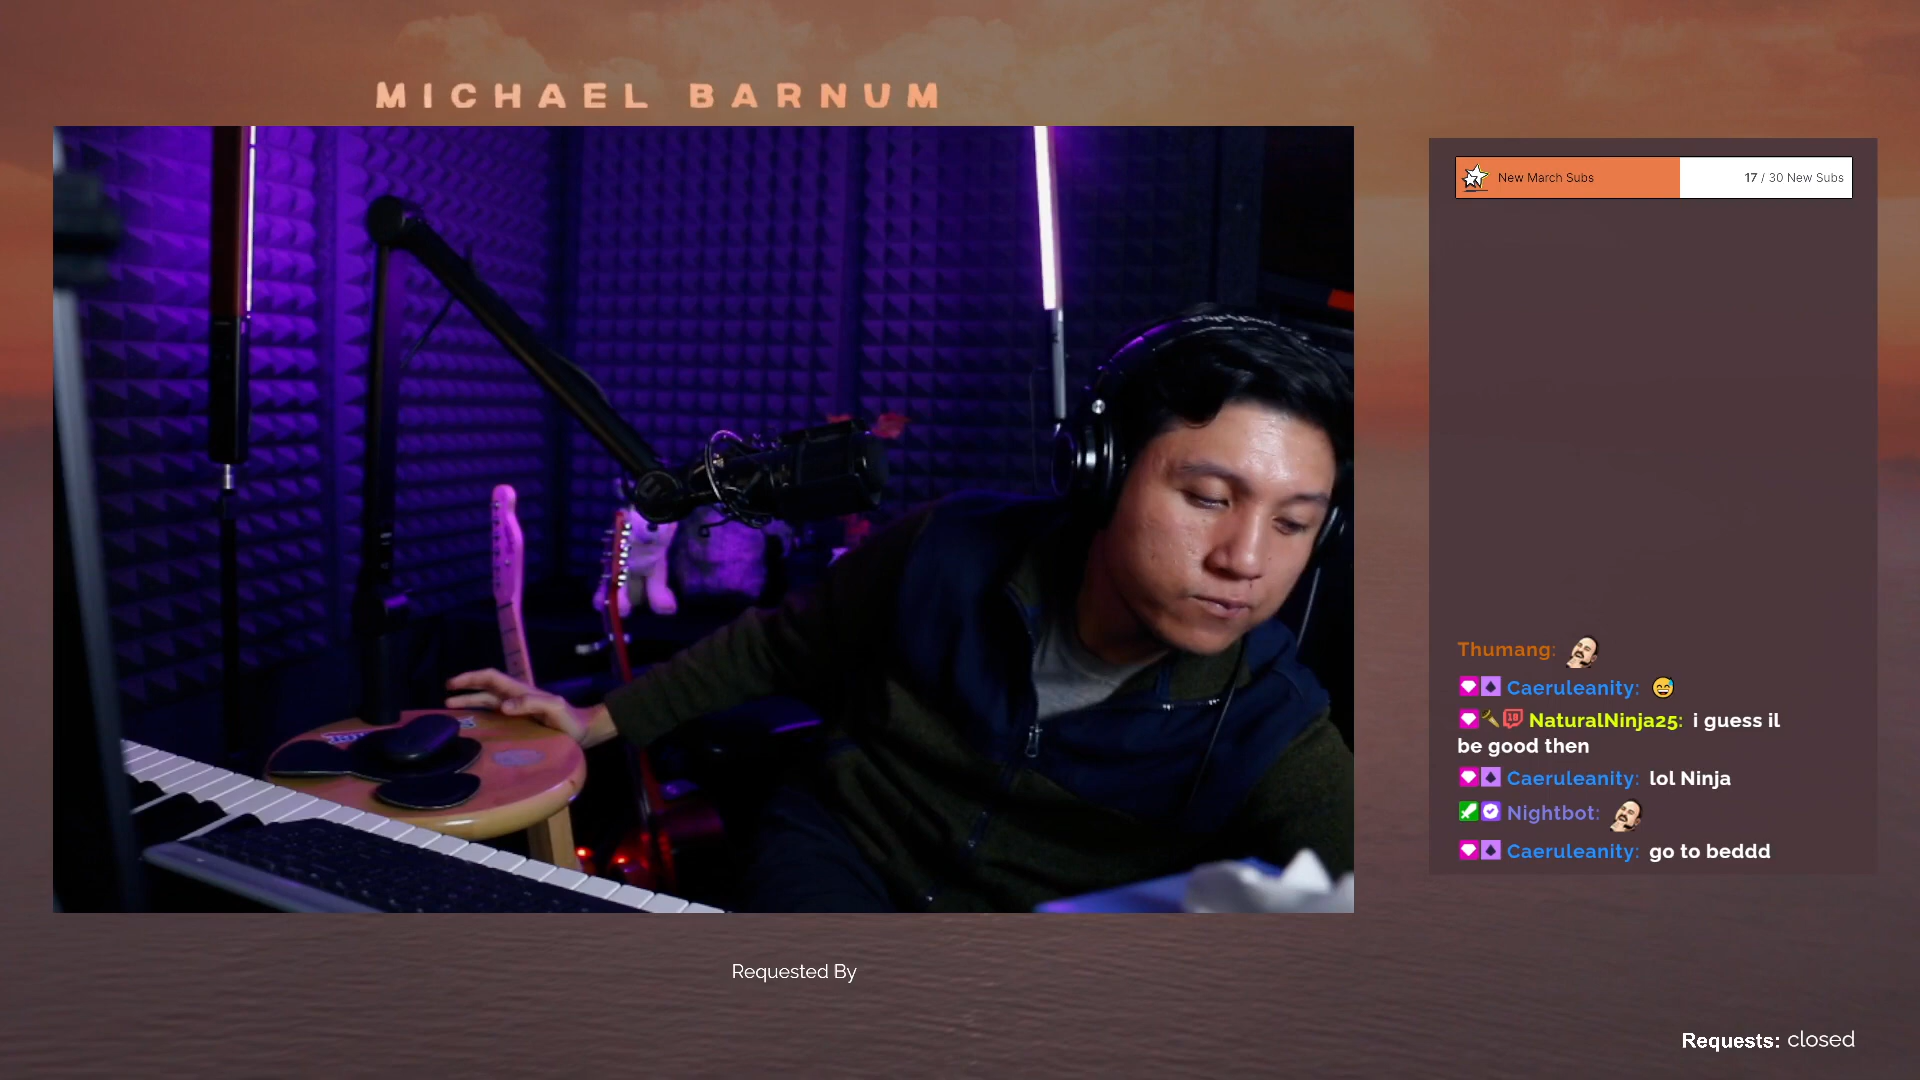 MICHAEL BARNUM
New March Subs
17 / 30 New Subs
Thumang:
Caeruleanity: 😅
NaturalNinja25: i guess il
be good then
Caeruleanity: lol Ninja
Nightbot:
Caeruleanity: go to beddd
Requested By
Requests: closed